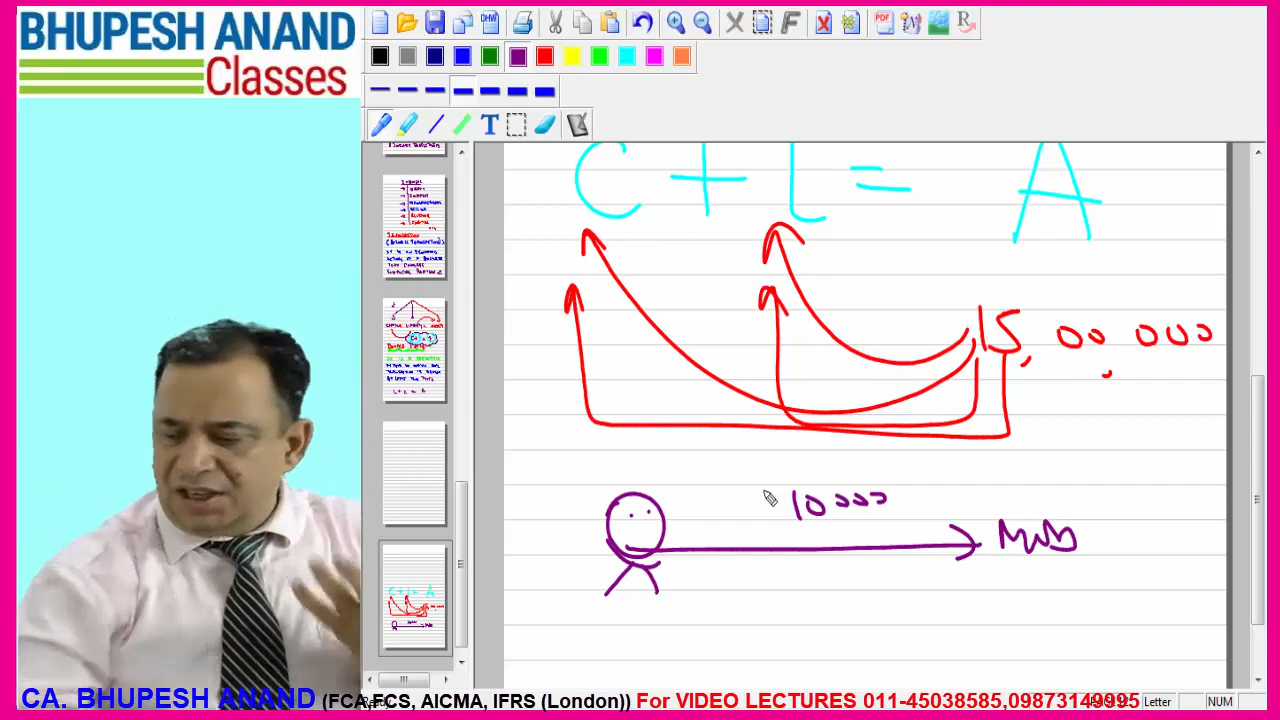 BHUPESH ANAND
Classes
C + L = A
15,00,000
10000
CA. BHUPESH ANAND (FCA,FCS, AICMA, IFRS (London)) For VIDEO LECTURES 011-45038585,09873149995
Letter
NUM